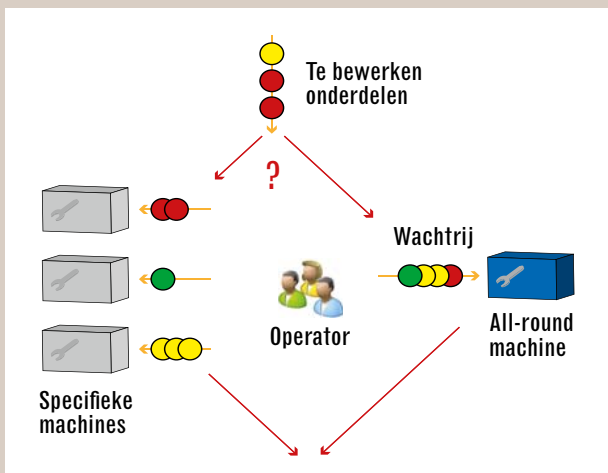 Te bewerken
onderdelen
?
Wachtrij
Operator
All-round
machine
Specifieke
machines